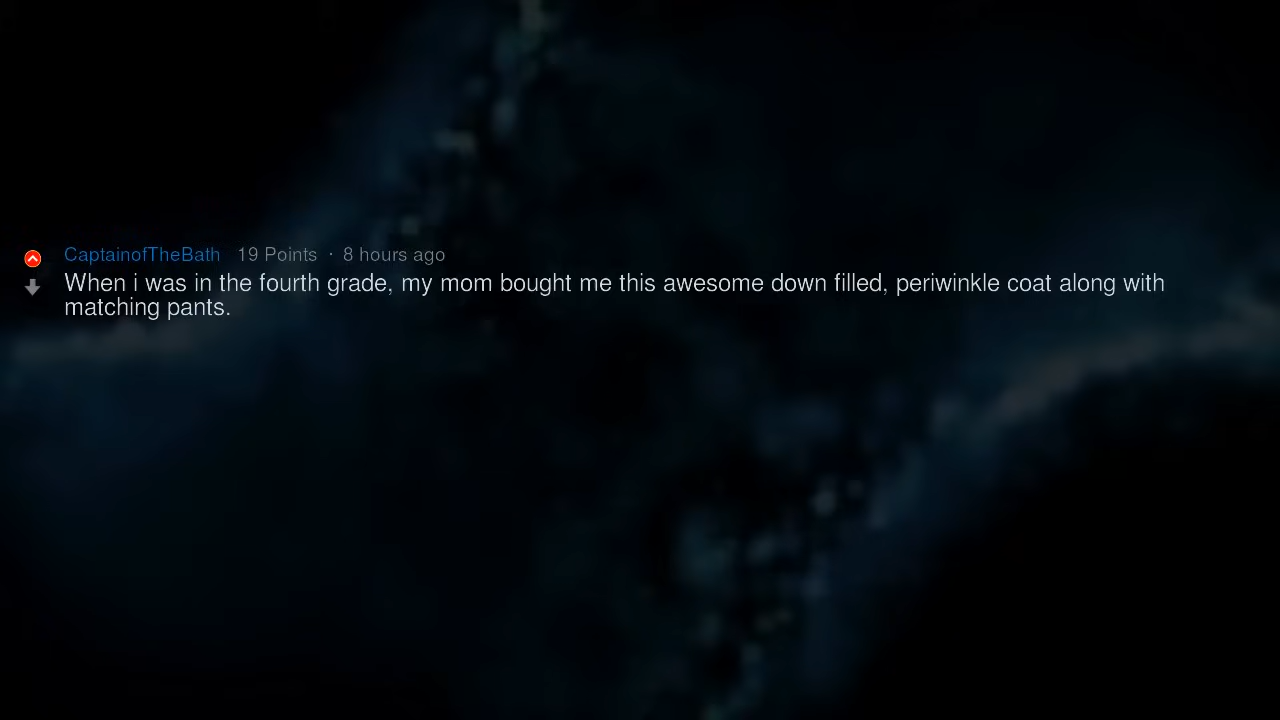 CaptainofTheBath 19 Points · 8 hours ago
When i was in the fourth grade, my mom bought me this awesome down filled, periwinkle coat along with
matching pants.